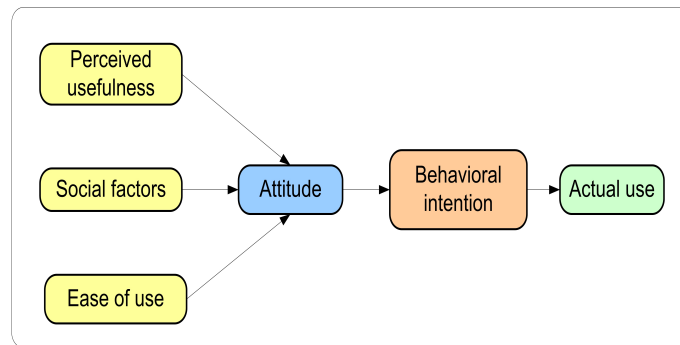 Perceived
usefulness
Social factors
Attitude
Behavioral
intention
Actual use
Ease of use